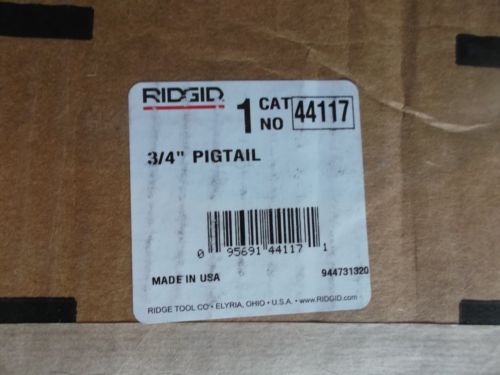 RIDGID
1 CAT NO 44117
3/4" PIGTAIL
0 95691 44117 1
MADE IN USA 944731320
RIDGE TOOL CO • ELYRIA, OHIO • U.S.A. • www.RIDGID.com